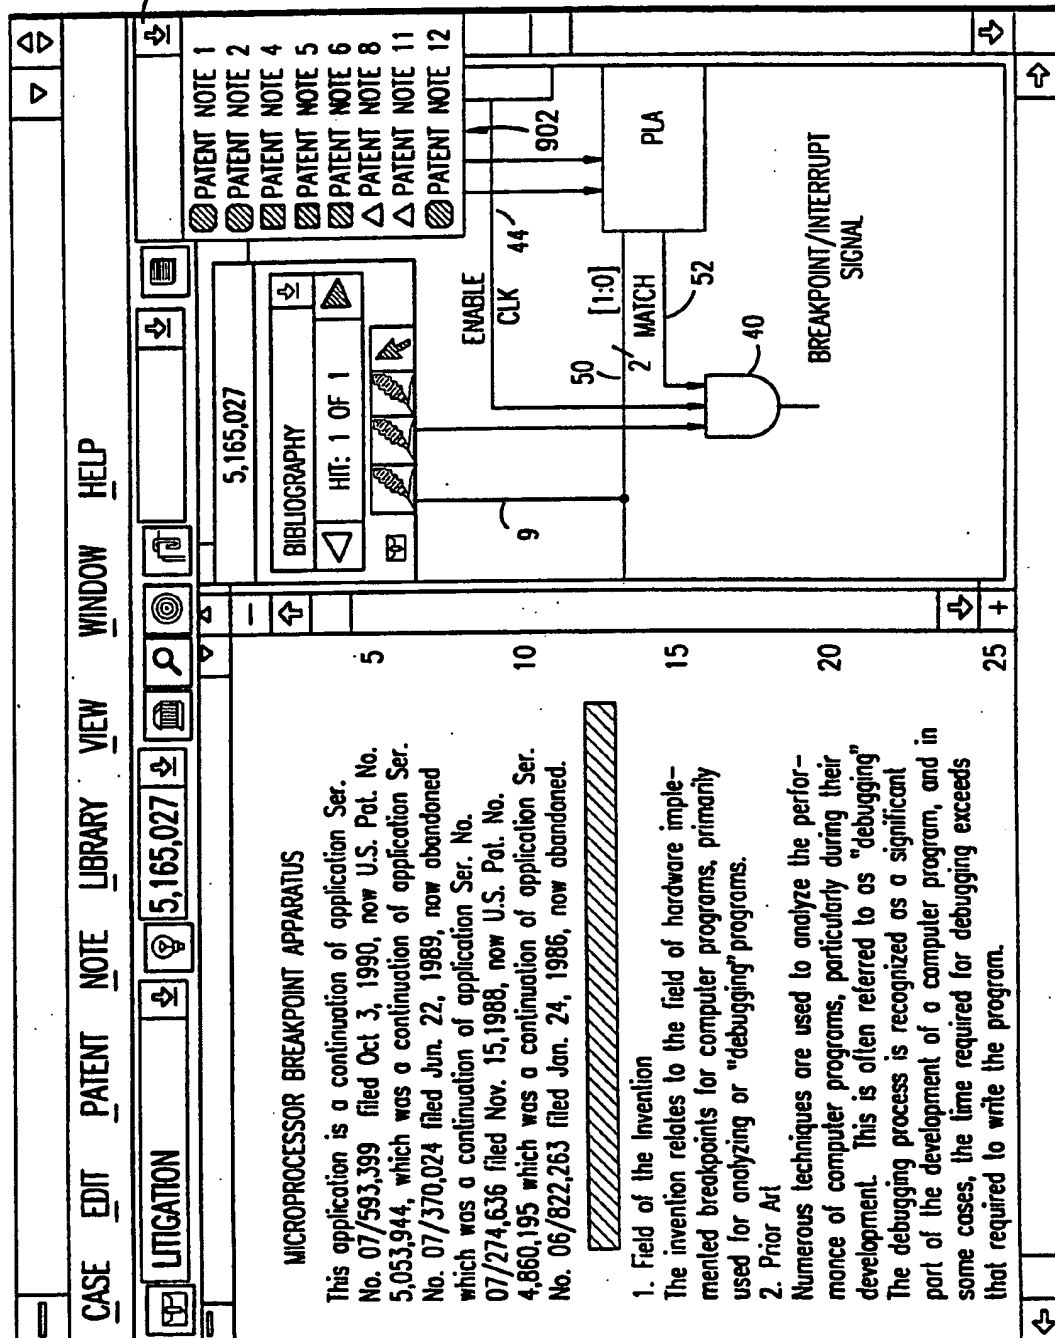 CASE EDIT PATENT NOTE LIBRARY VIEW WINDOW HELP
LITIGATION 5,165,027
MICROPROCESSOR BREAKPOINT APPARATUS
This application is a continuation of application Ser.
No. 07/593,399 filed Oct 3, 1990, now U.S. Pat. No.
5,053,944, which was a continuation of application Ser.
No. 07/370,024 filed Jun. 22, 1989, now abandoned
which was a continuation of application Ser. No.
07/274,636 filed Nov. 15,1988, now U.S. Pat. No.
4,860,195 which was a continuation of application Ser.
No. 06/822,263 filed Jan. 24, 1986, now abandoned.
1. Field of the Invention
The invention relates to the field of hardware imple-
mented breakpoints for computer programs, primarily
used for analyzing or "debugging" programs.
2. Prior Art
Numerous techniques are used to analyze the perfor-
mance of computer programs, particularly during their
development. This is often referred to as "debugging"
The debugging process is recognized as a significant
part of the development of a computer program, and in
some cases, the time required for debugging exceeds
that required to write the program.
5
10
15
20
25
+
5,165,027
BIBLIOGRAPHY
HIT: 1 OF 1
PATENT NOTE 1
PATENT NOTE 2
PATENT NOTE 4
PATENT NOTE 5
PATENT NOTE 6
PATENT NOTE 8
PATENT NOTE 11
PATENT NOTE 12
902
ENABLE
CLK
44
9
50
[1:0]
2
MATCH
52
PLA
40
BREAKPOINT/INTERRUPT
SIGNAL